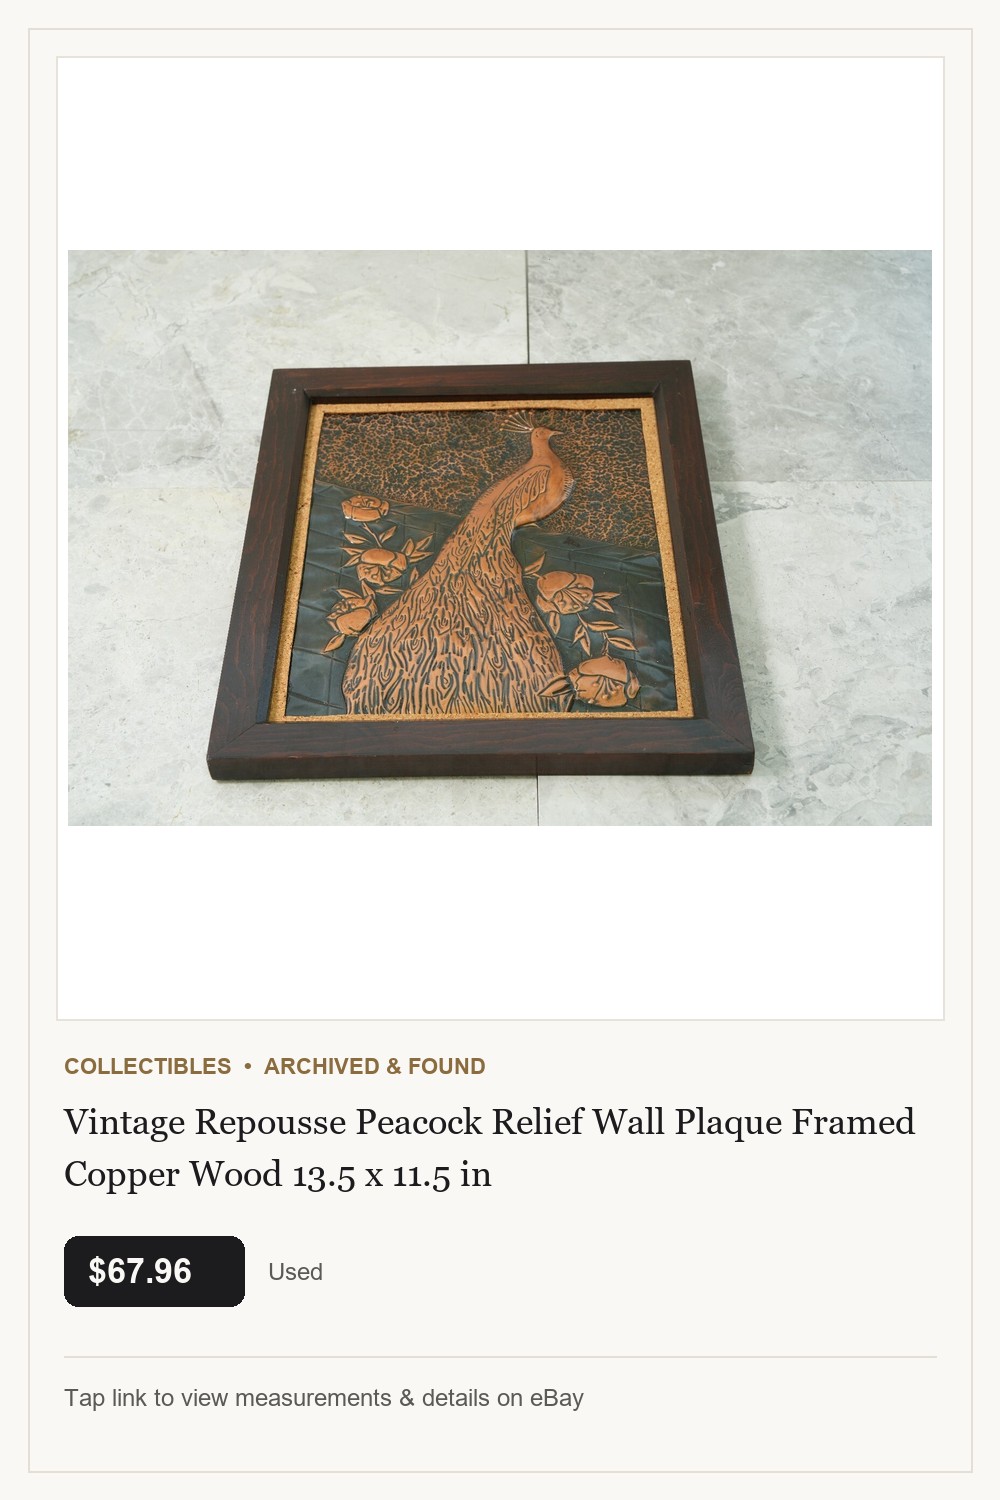 COLLECTIBLES • ARCHIVED & FOUND
Vintage Repousse Peacock Relief Wall Plaque Framed
Copper Wood 13.5 x 11.5 in
$67.96
Used
Tap link to view measurements & details on eBay